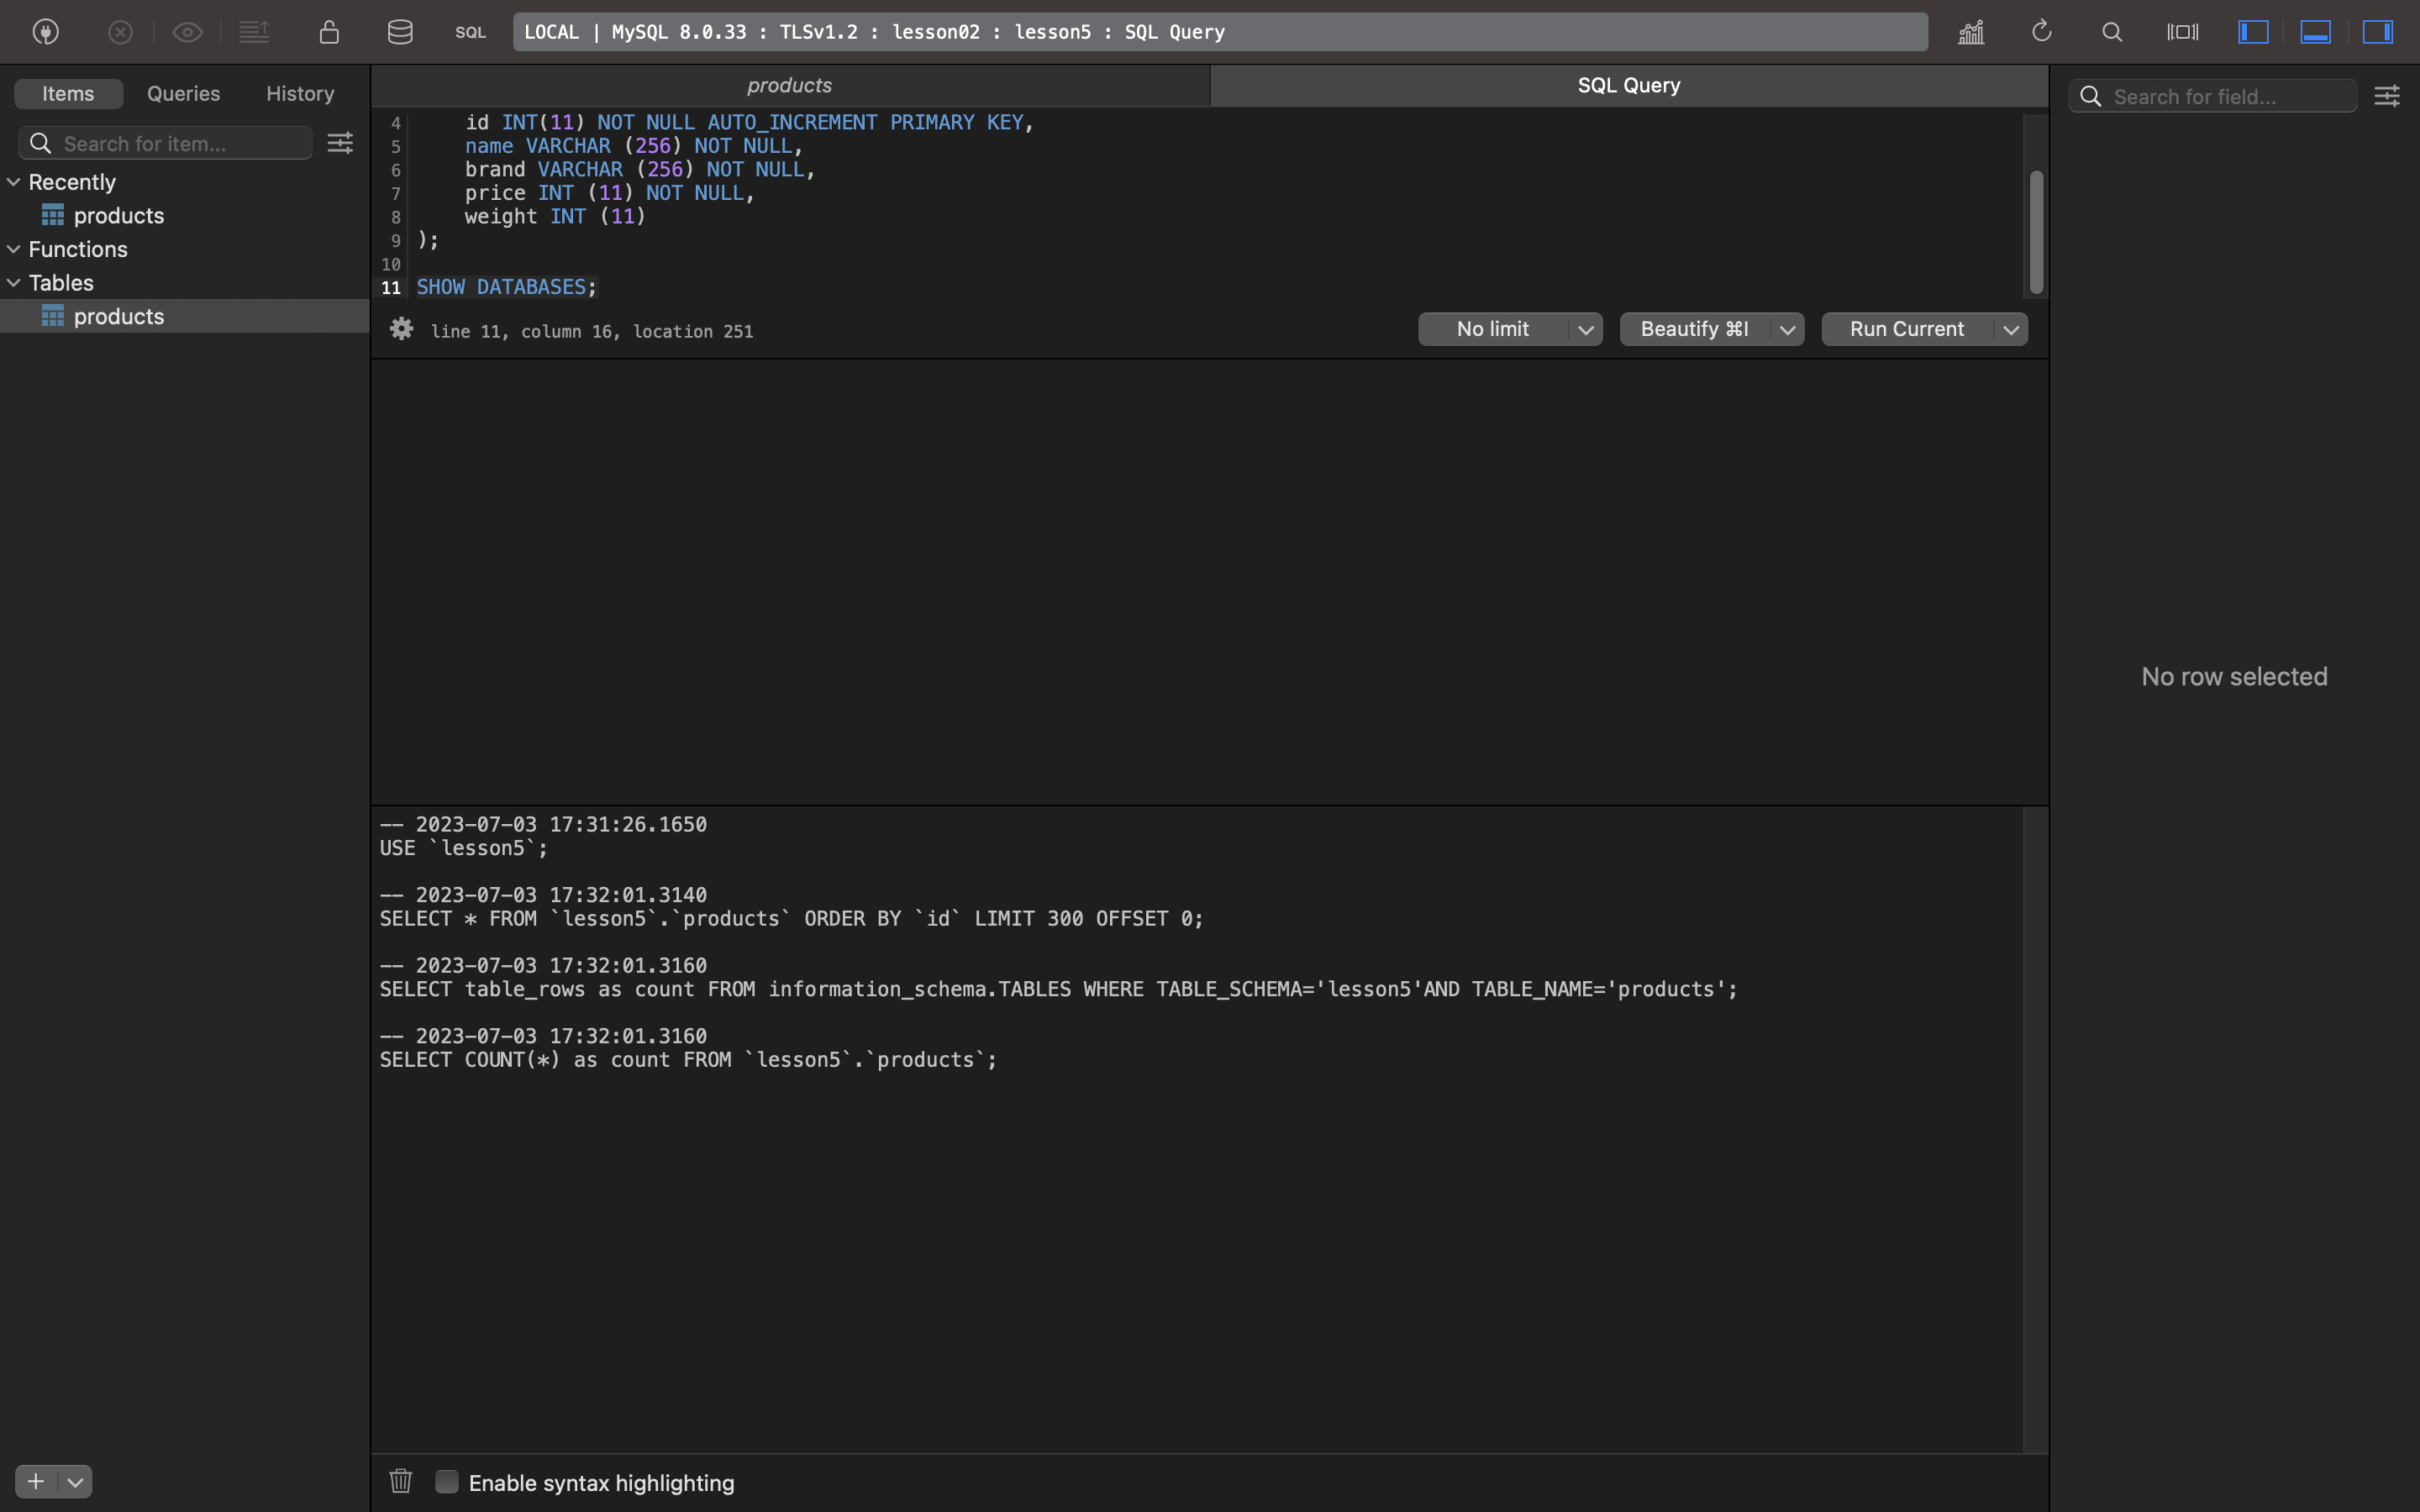 SQL
LOCAL | MySQL 8.0.33 : TLSv1.2 : lesson02 : lesson5 : SQL Query
Items
Queries
History
Search for item...
Recently
products
Functions
Tables
products
products
SQL Query
4 id INT(11) NOT NULL AUTO_INCREMENT PRIMARY KEY,
5 name VARCHAR (256) NOT NULL,
6 brand VARCHAR (256) NOT NULL,
7 price INT (11) NOT NULL,
8 weight INT (11)
9 );
10
11 SHOW DATABASES;
line 11, column 16, location 251
No limit
Beautify ⌘I
Run Current
-- 2023-07-03 17:31:26.1650
USE `lesson5`;
-- 2023-07-03 17:32:01.3140
SELECT * FROM `lesson5`.`products` ORDER BY `id` LIMIT 300 OFFSET 0;
-- 2023-07-03 17:32:01.3160
SELECT table_rows as count FROM information_schema.TABLES WHERE TABLE_SCHEMA='lesson5'AND TABLE_NAME='products';
-- 2023-07-03 17:32:01.3160
SELECT COUNT(*) as count FROM `lesson5`.`products`;
Enable syntax highlighting
Search for field...
No row selected